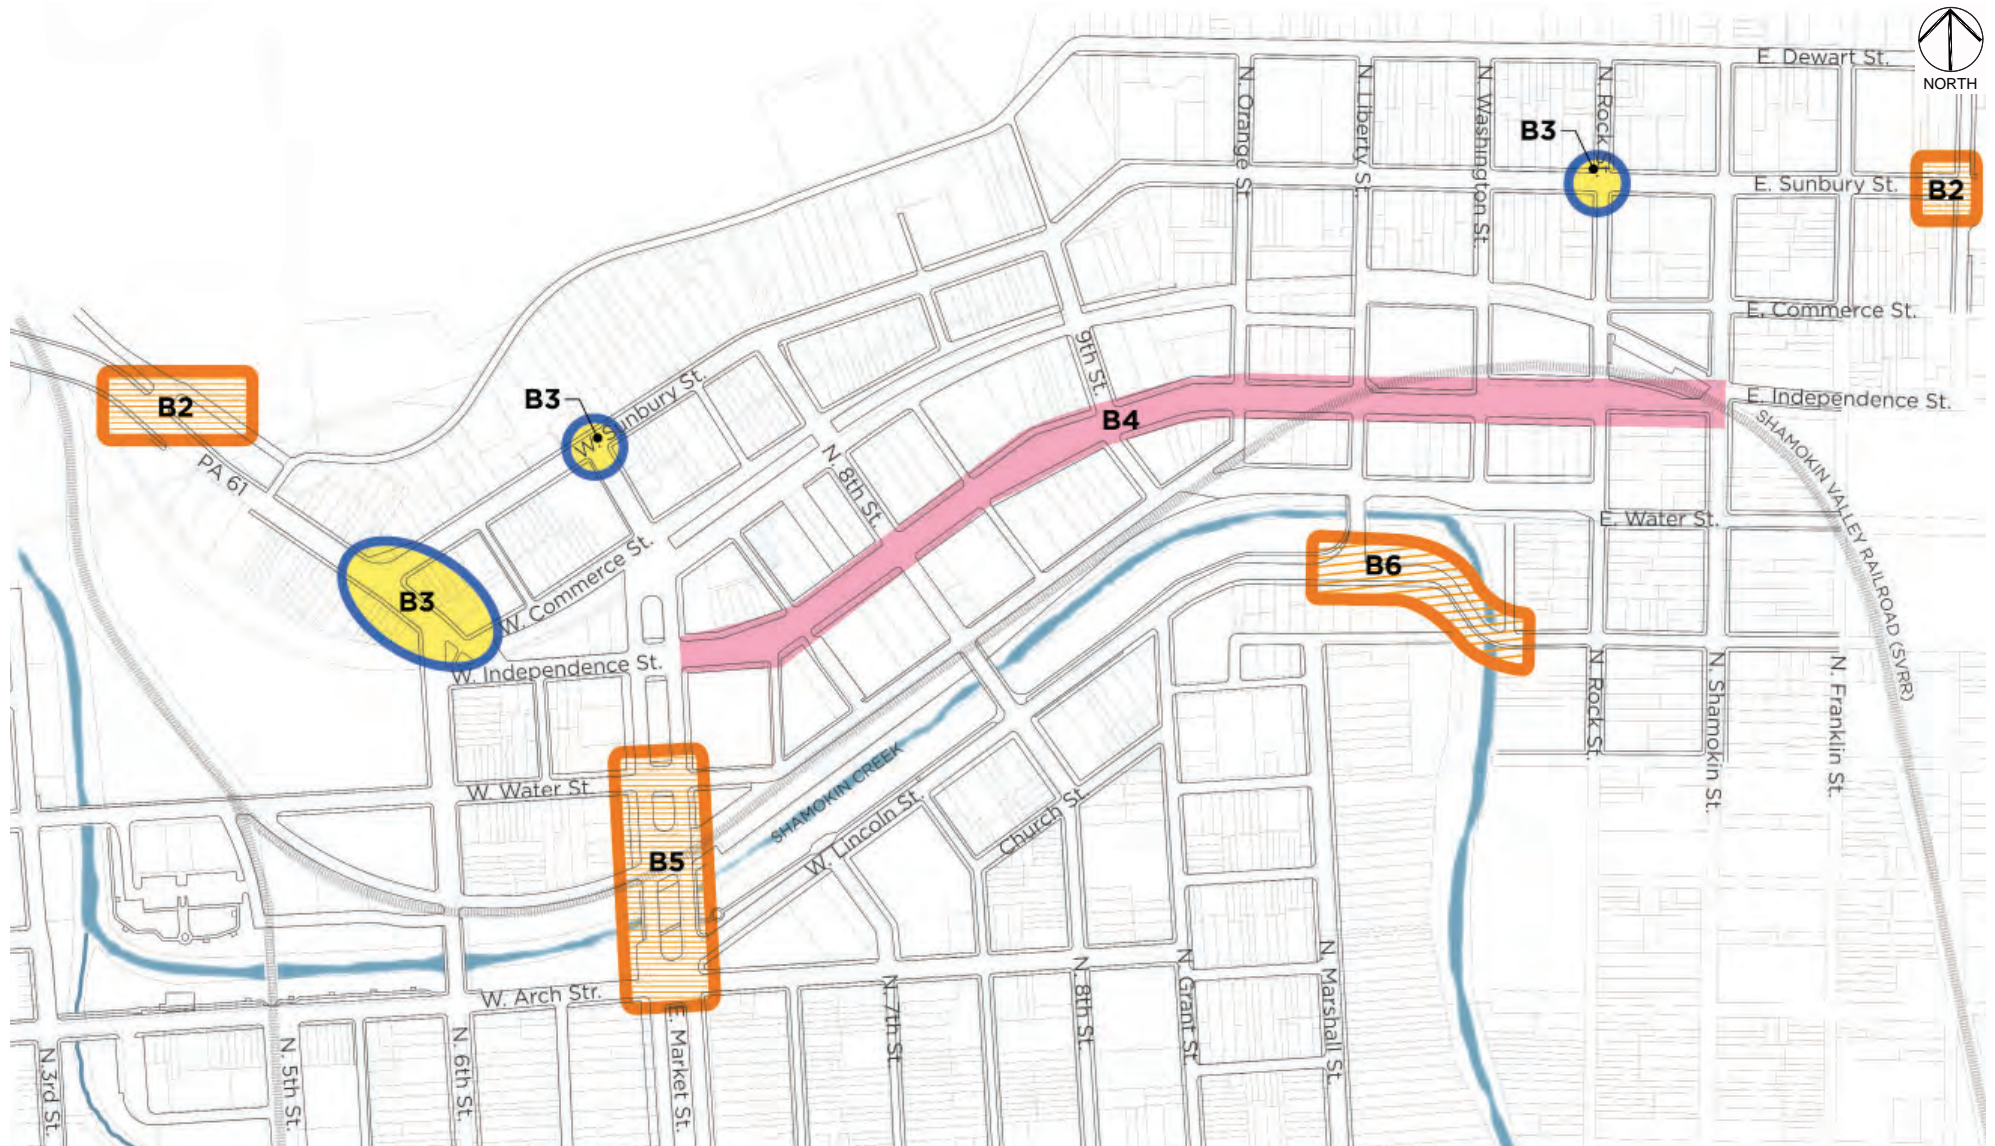 NORTH
E. Dewart St.
N. Orange St
N. Liberty St.
N. Washington St.
N. Rock St.
B3
E. Sunbury St.
B2
E. Commerce St.
9th St.
E. Independence St.
B2
B3
W. Sunbury St.
B4
SHAMOKIN VALLEY RAILROAD (SVRR)
PA 61
N. 8th St.
E. Water St.
W. Commerce St.
B6
B3
W. Independence St.
N. Rock St.
N. Shamokin St.
N. Franklin St.
W. Water St.
SHAMOKIN CREEK
W. Lincoln St.
Church St.
B5
W. Arch Str.
N. 3rd St.
N. 5th St.
N. 6th St.
E. Market St.
N. 7th St.
N. 8th St.
N. Grant St.
N. Marshall St.